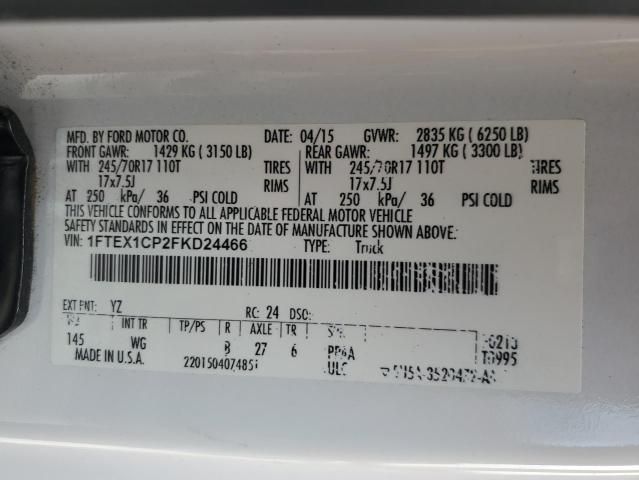 MFG. BY FORD MOTOR CO. 04/15 GVWR: 2835 KG ( 6250 LB)
FRONT GAWR: 1429 KG ( 3150 LB) REAR GAWR: 1497 KG ( 3300 LB)
WITH 245/70R17 110T TIRES WITH 245/70R17 110T TIRES
17x7.5J RIMS 17x7.5J RIMS
AT 250 kPa/ 36 PSI COLD AT 250 kPa/ 36 PSI COLD
THIS VEHICLE CONFORMS TO ALL APPLICABLE FEDERAL MOTOR VEHICLE
SAFETY STANDARDS IN EFFECT ON THE DATE OF MANUFACTURE SHOWN ABOVE.
VIN: 1FTEX1CP2FKD24466 TYPE: Truck
EXT PNT: YZ RC: 24 DSO:
INT TR TP/PS R AXLE TR
145 WG B 27 6
MADE IN U.S.A. 2201504074851